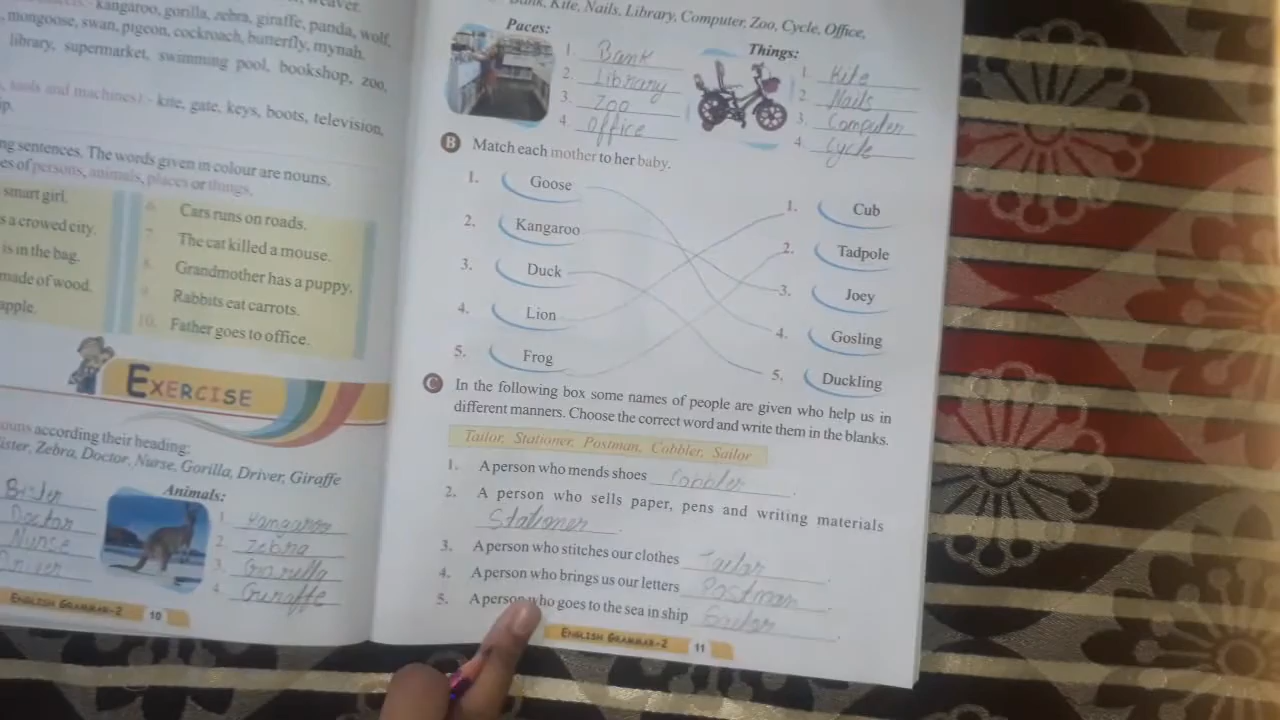 weaver.
kangaroo, gorilla, zebra, giraffe, panda, wolf,
mongoose, swan, pigeon, cockroach, butterfly, mynah.
library, supermarket, swimming pool, bookshop, zoo,
tools and machines) - kite, gate, keys, boots, television,
ng sentences. The words given in colour are nouns.
es of persons, animals, places or things.
smart girl.
s a crowed city.
is in the bag.
made of wood.
apple.
6. Cars runs on roads.
7. The cat killed a mouse.
8. Grandmother has a puppy.
9. Rabbits eat carrots.
10. Father goes to office.
EXERCISE
ouns according their heading:
ister, Zebra, Doctor, Nurse, Gorilla, Driver, Giraffe
Doctor
Nurse
Driver
Animals:
1. Kangaroo
2. Zebra
3. Gorilla
4. Giraffe
ENGLISH GRAMMAR-2 10
Bank, Kite, Nails, Library, Computer, Zoo, Cycle, Office,
Paces:
1. Bank
2. Library
3. Zoo
4. Office
Things:
1. Kite
2. Nails
3. Computer
4. Cycle
B Match each mother to her baby.
1. Goose
2. Kangaroo
3. Duck
4. Lion
5. Frog
1. Cub
2. Tadpole
3. Joey
4. Gosling
5. Duckling
C In the following box some names of people are given who help us in
different manners. Choose the correct word and write them in the blanks.
Tailor, Stationer, Postman, Cobbler, Sailor
1. A person who mends shoes Cobbler.
2. A person who sells paper, pens and writing materials
Stationer.
3. A person who stitches our clothes Tailor.
4. A person who brings us our letters Postman.
5. A person who goes to the sea in ship Sailor.
ENGLISH GRAMMAR-2 11